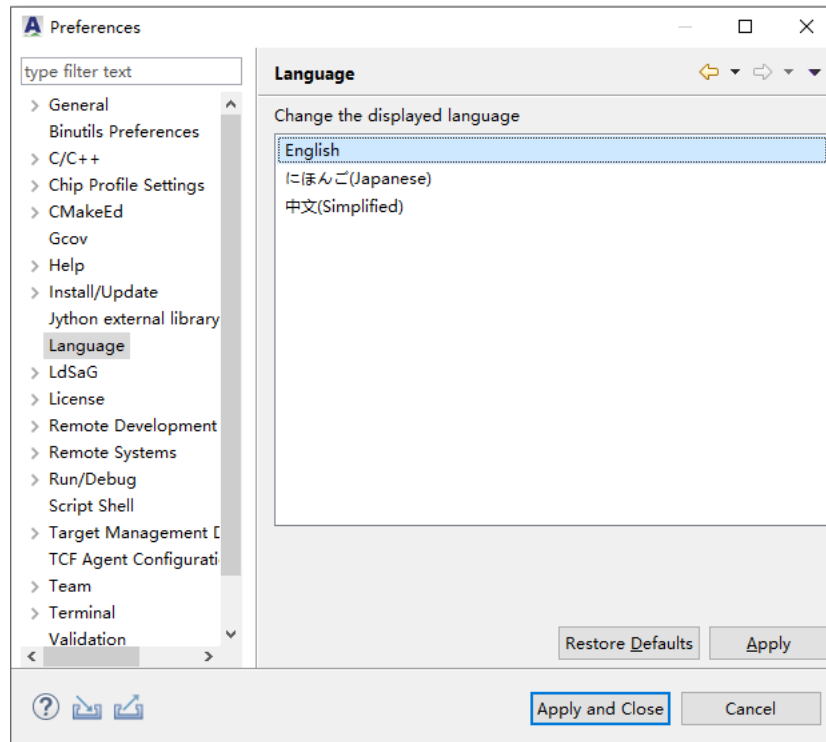 Preferences
type filter text
General
Binutils Preferences
C/C++
Chip Profile Settings
CMakeEd
Gcov
Help
Install/Update
Jython external library
Language
LdSaG
License
Remote Development
Remote Systems
Run/Debug
Script Shell
Target Management D
TCF Agent Configurati
Team
Terminal
Validation
Language
Change the displayed language
English
にほんご(Japanese)
中文(Simplified)
Restore Defaults
Apply
Apply and Close
Cancel